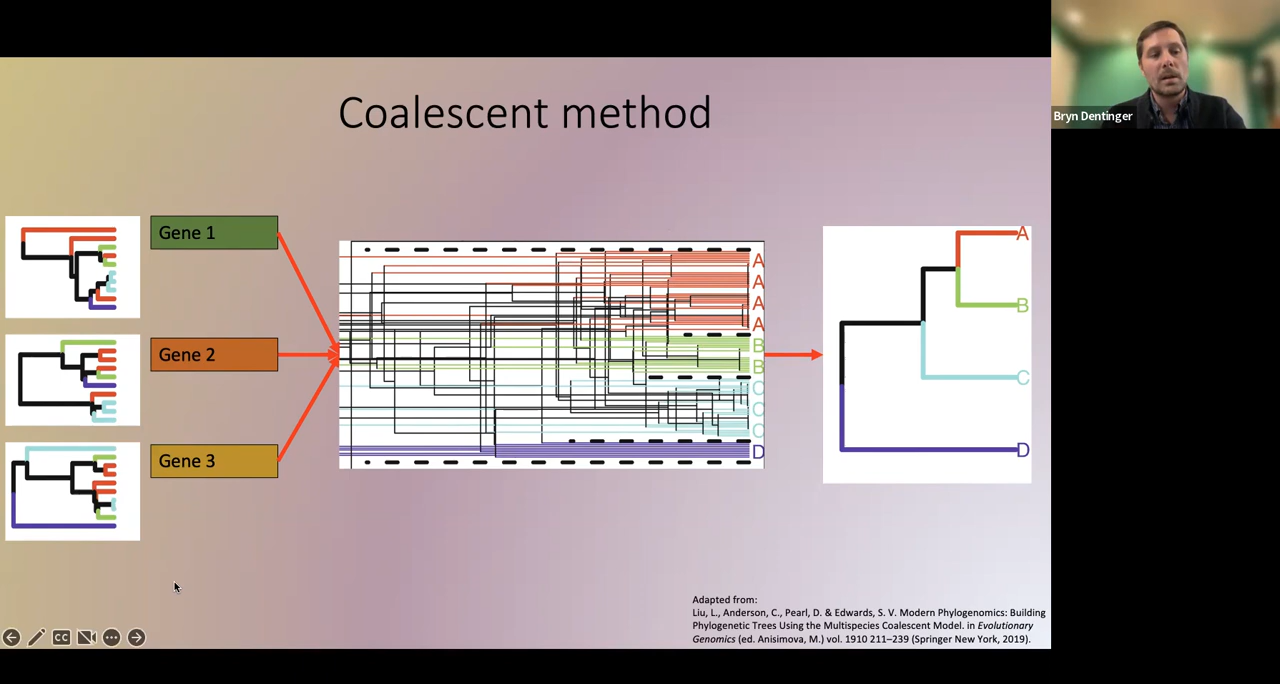 Coalescent method
Bryn Dentinger
Gene 1
Gene 2
Gene 3
A
A
A
A
B
B
C
C
C
D
A
B
C
D
Adapted from:
Liu, L., Anderson, C., Pearl, D. & Edwards, S. V. Modern Phylogenomics: Building
Phylogenetic Trees Using the Multispecies Coalescent Model. in Evolutionary
Genomics (ed. Anisimova, M.) vol. 1910 211–239 (Springer New York, 2019).
CC